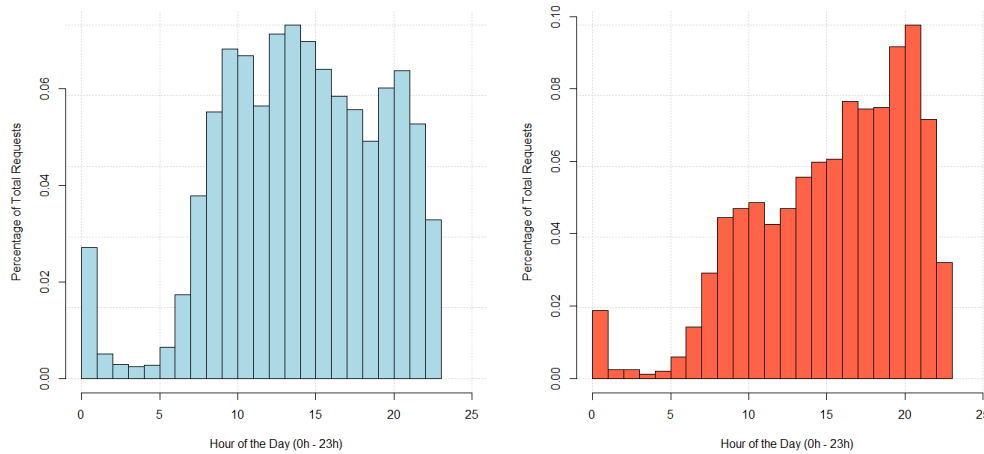 Percentage of Total Requests
0.00
0.02
0.04
0.06
0 5 10 15 20 25
Hour of the Day (0h - 23h)
Percentage of Total Requests
0.00
0.02
0.04
0.06
0.08
0.10
0 5 10 15 20 25
Hour of the Day (0h - 23h)